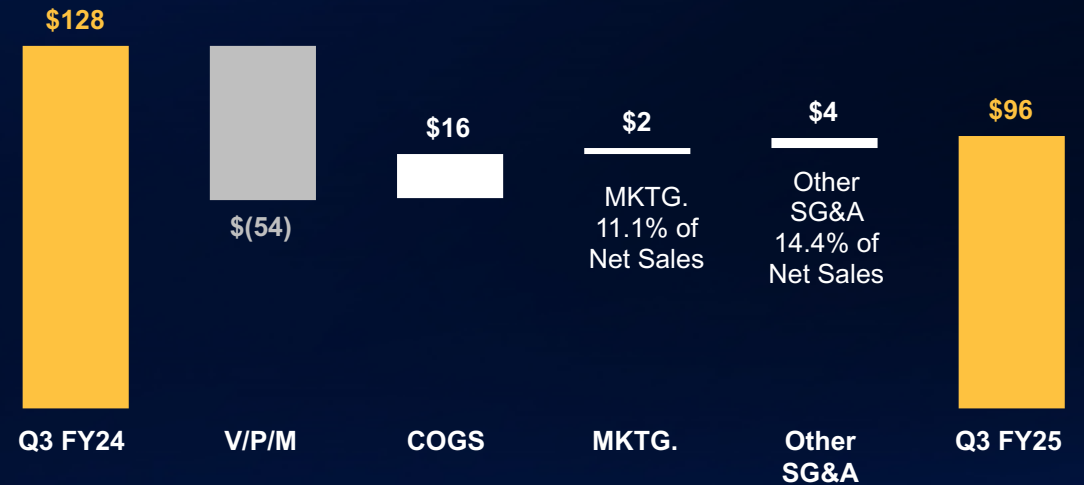 $128
$(54)
$16
$2
MKTG.
11.1% of
Net Sales
$4
Other
SG&A
14.4% of
Net Sales
$96
Q3 FY24
V/P/M
COGS
MKTG.
Other
SG&A
Q3 FY25